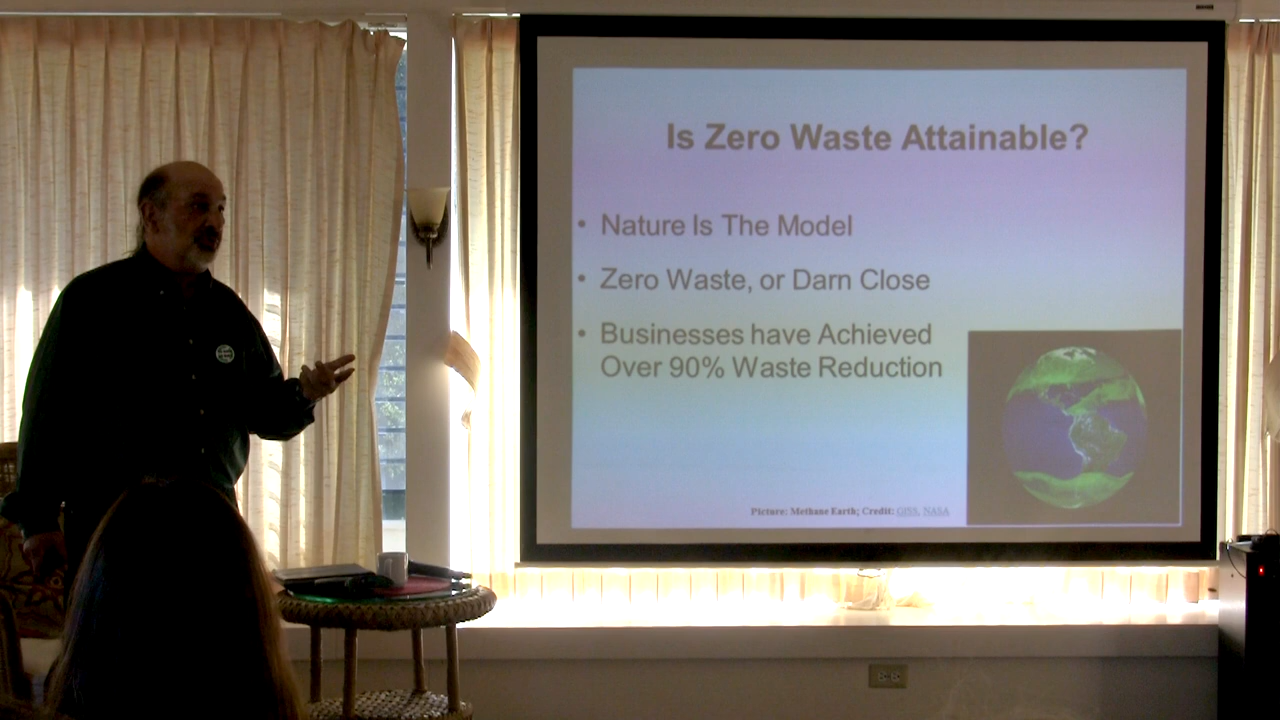 Is Zero Waste Attainable?
• Nature Is The Model
• Zero Waste, or Darn Close
• Businesses have Achieved
Over 90% Waste Reduction
Picture: Methane Earth; Credit: GISS, NASA